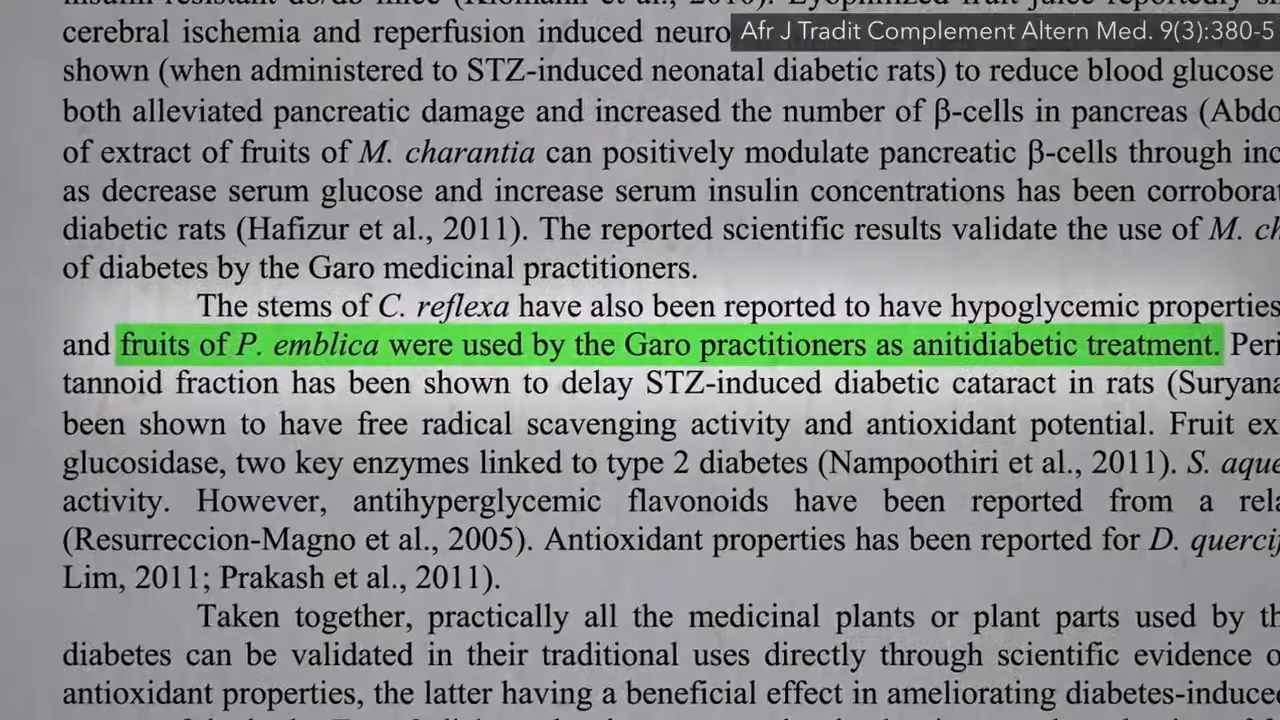 cerebral ischemia and reperfusion induced neuro
Afr J Tradit Complement Altern Med. 9(3):380-5
shown (when administered to STZ-induced neonatal diabetic rats) to reduce blood glucose
both alleviated pancreatic damage and increased the number of β-cells in pancreas (Abdo
of extract of fruits of M. charantia can positively modulate pancreatic β-cells through inc
as decrease serum glucose and increase serum insulin concentrations has been corroborat
diabetic rats (Hafizur et al., 2011). The reported scientific results validate the use of M. ch
of diabetes by the Garo medicinal practitioners.
The stems of C. reflexa have also been reported to have hypoglycemic properties
and fruits of P. emblica were used by the Garo practitioners as anitidiabetic treatment. Peri
tannoid fraction has been shown to delay STZ-induced diabetic cataract in rats (Suryana
been shown to have free radical scavenging activity and antioxidant potential. Fruit ex
glucosidase, two key enzymes linked to type 2 diabetes (Nampoothiri et al., 2011). S. aque
activity. However, antihyperglycemic flavonoids have been reported from a rela
(Resurreccion-Magno et al., 2005). Antioxidant properties has been reported for D. quercif
Lim, 2011; Prakash et al., 2011).
Taken together, practically all the medicinal plants or plant parts used by th
diabetes can be validated in their traditional uses directly through scientific evidence o
antioxidant properties, the latter having a beneficial effect in ameliorating diabetes-induce